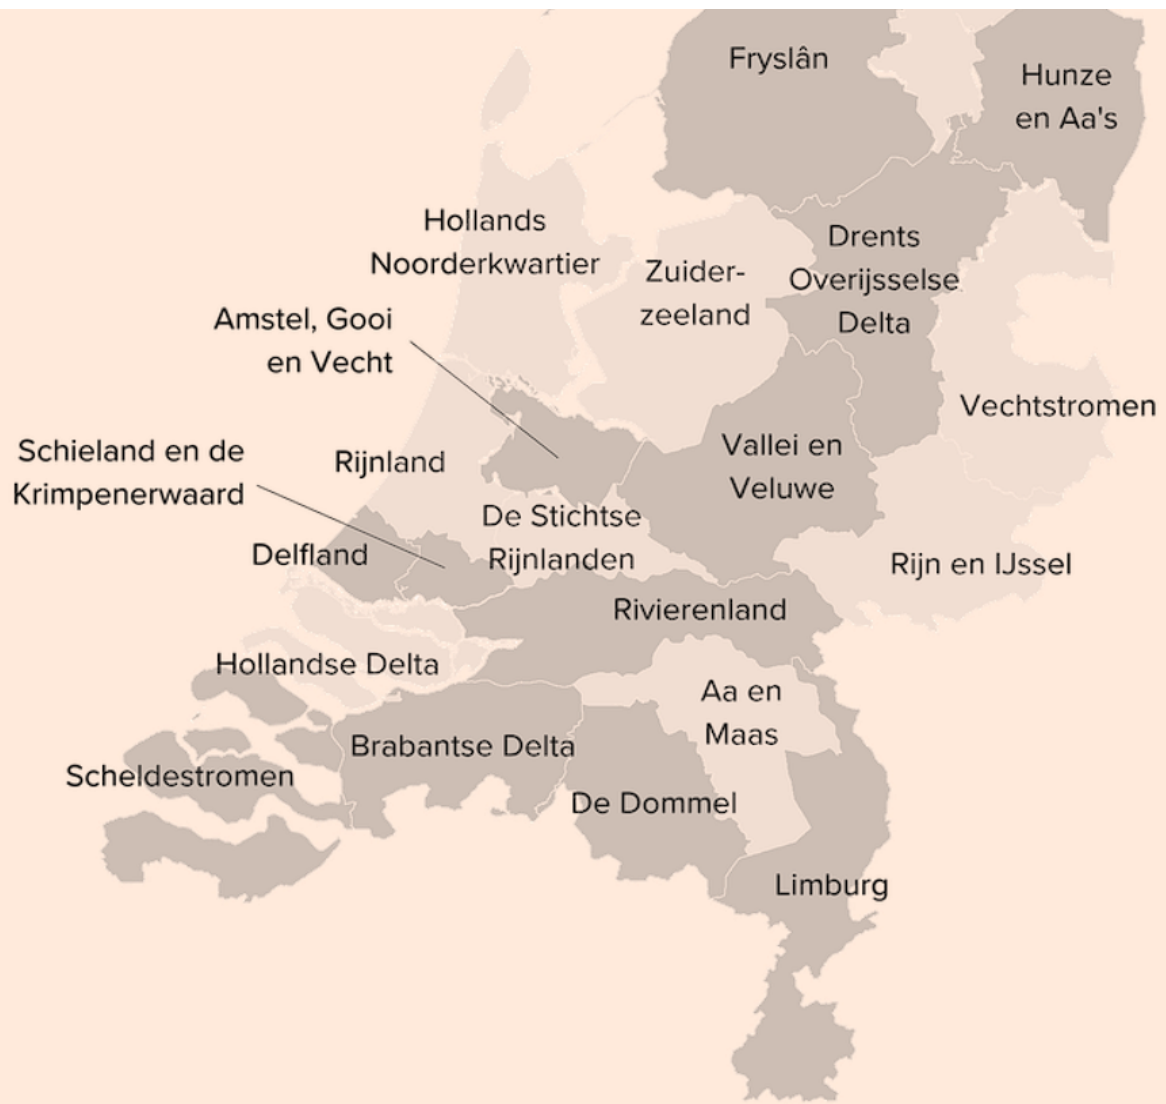 Fryslân
Hunze
en Aa's
Hollands
Noorderkwartier
Drents
Overijsselse
Delta
Zuider-
zeeland
Amstel, Gooi
en Vecht
Vechtstromen
Schieland en de
Krimpenerwaard
Rijnland
Vallei en
Veluwe
De Stichtse
Rijnlanden
Delfland
Rijn en IJssel
Rivierenland
Hollandse Delta
Aa en
Maas
Brabantse Delta
Scheldestromen
De Dommel
Limburg